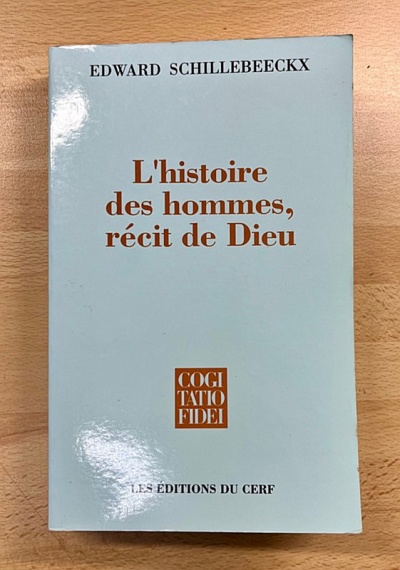 EDWARD SCHILLEBEECKX
L'histoire
des hommes,
récit de Dieu
COGI
TATIO
FIDEI
LES ÉDITIONS DU CERF